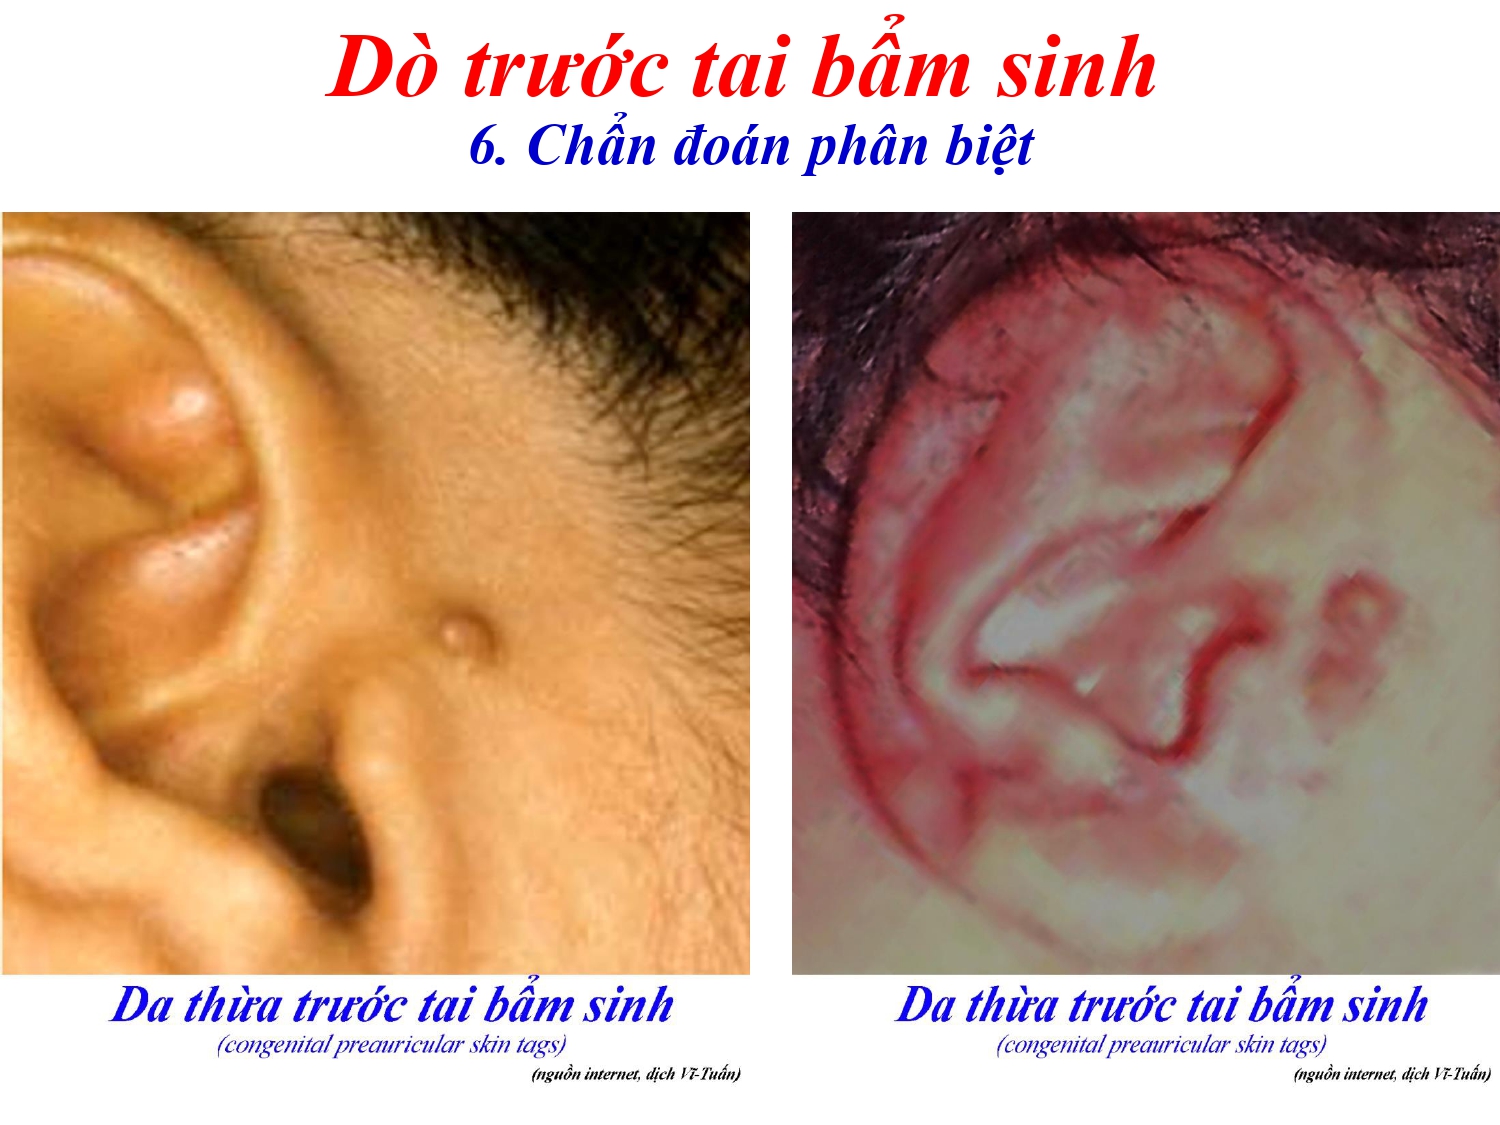 Dò trước tai bẩm sinh
6. Chẩn đoán phân biệt
Da thừa trước tai bẩm sinh
(congenital preauricular skin tags)
(nguồn internet, dịch Vĩ-Tuấn)
Da thừa trước tai bẩm sinh
(congenital preauricular skin tags)
(nguồn internet, dịch Vĩ-Tuấn)